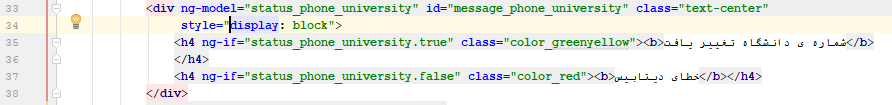 33 <div ng-model="status_phone_university" id="message_phone_university" class="text-center"
34 style="display: block">
35 <h4 ng-if="status_phone_university.true" class="color_greenyellow"><b>شماره ی دانشگاه تغییر یافت</b>
36 </h4>
37 <h4 ng-if="status_phone_university.false" class="color_red"><b>خطای دیتابیس</b></h4>
38 </div>